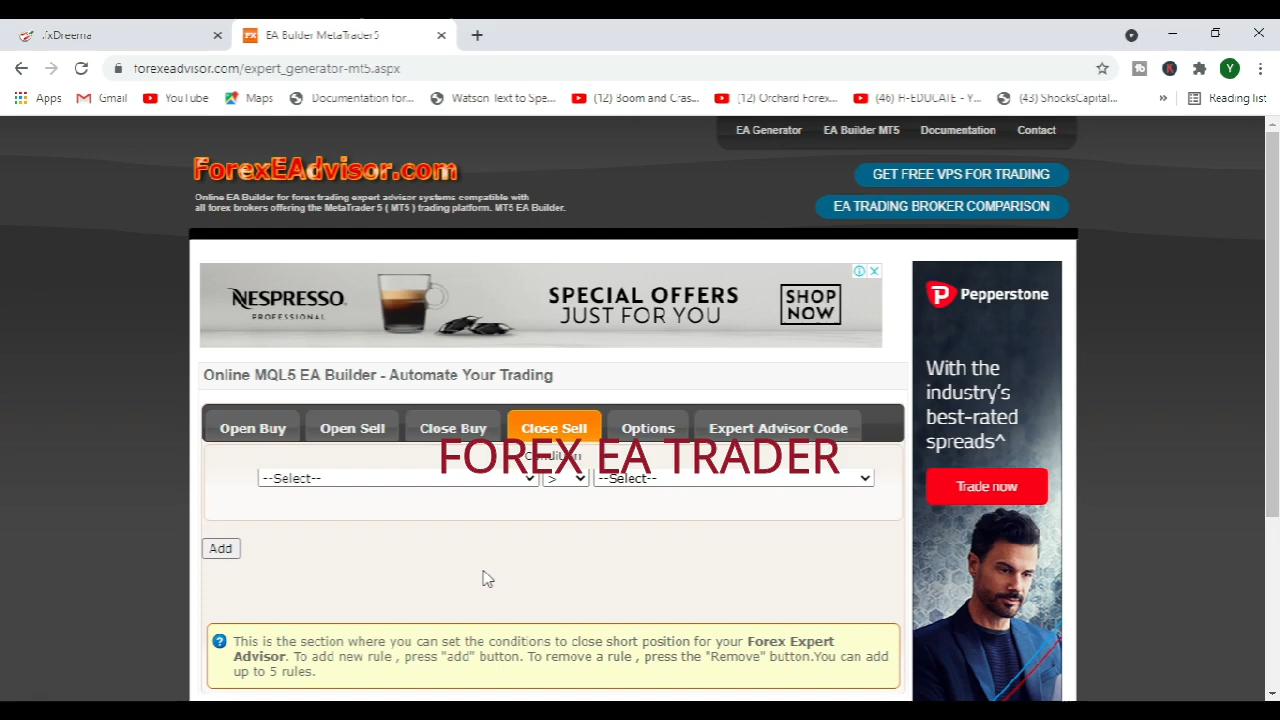 fxDreema
EA Builder MetaTrader5
forexeadvisor.com/expert_generator-mt5.aspx
Y
Apps
Gmail
YouTube
Maps
Documentation for...
Watson Text to Spe...
(12) Boom and Cras...
(12) Orchard Forex...
(46) H-EDUCATE - Y...
(43) ShocksCapital...
»
Reading list
EA Generator
EA Builder MT5
Documentation
Contact
ForexEAdvisor.com
Online EA Builder for forex trading expert advisor systems compatible with
all forex brokers offering the MetaTrader 5 ( MT5 ) trading platform. MT5 EA Builder.
GET FREE VPS FOR TRADING
EA TRADING BROKER COMPARISON
NESPRESSO.
PROFESSIONAL
SPECIAL OFFERS
JUST FOR YOU
SHOP
NOW
Pepperstone
With the
industry's
best-rated
spreads^
Trade now
Online MQL5 EA Builder - Automate Your Trading
Open Buy
Open Sell
Close Buy
Close Sell
Options
Expert Advisor Code
Condition
FOREX EA TRADER
--Select--
>
--Select--
Add
This is the section where you can set the conditions to close short position for your Forex Expert
Advisor. To add new rule , press "add" button. To remove a rule , press the "Remove" button.You can add
up to 5 rules.